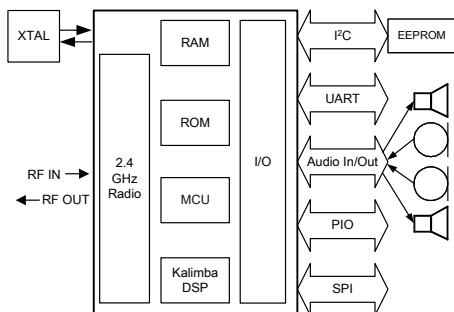 XTAL
RF IN
RF OUT
2.4
GHz
Radio
RAM
ROM
MCU
Kalimba
DSP
I/O
I²C
UART
Audio In/Out
PIO
SPI
EEPROM